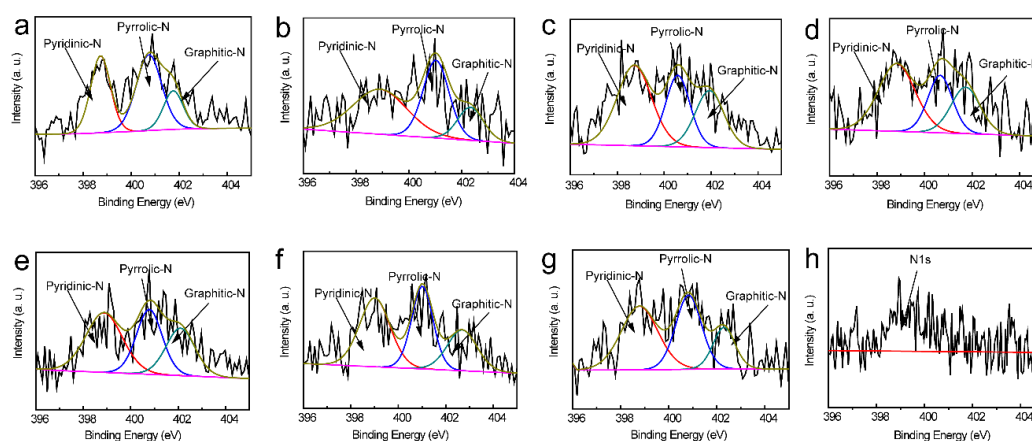 a
Pyridinic-N
Pyrrolic-N
Graphitic-N
Intensity (a. u.)
396 398 400 402 404
Binding Energy (eV)
b
Pyridinic-N
Pyrrolic-N
Graphitic-N
Intensity (a. u.)
396 398 400 402 404
Binding Energy (eV)
c
Pyridinic-N
Pyrrolic-N
Graphitic-N
Intensity (a. u.)
396 398 400 402 404
Binding Energy (eV)
d
Pyridinic-N
Pyrrolic-N
Graphitic-N
Intensity (a. u.)
396 398 400 402 404
Binding Energy (eV)
e
Pyridinic-N
Pyrrolic-N
Graphitic-N
Intensity (a. u.)
396 398 400 402 404
Binding Energy (eV)
f
Pyridinic-N
Pyrrolic-N
Graphitic-N
Intensity (a. u.)
396 398 400 402 404
Binding Energy (eV)
g
Pyridinic-N
Pyrrolic-N
Graphitic-N
Intensity (a. u.)
396 398 400 402 404
Binding Energy (eV)
h
N1s
Intensity (a. u.)
396 398 400 402 404
Binding Energy (eV)